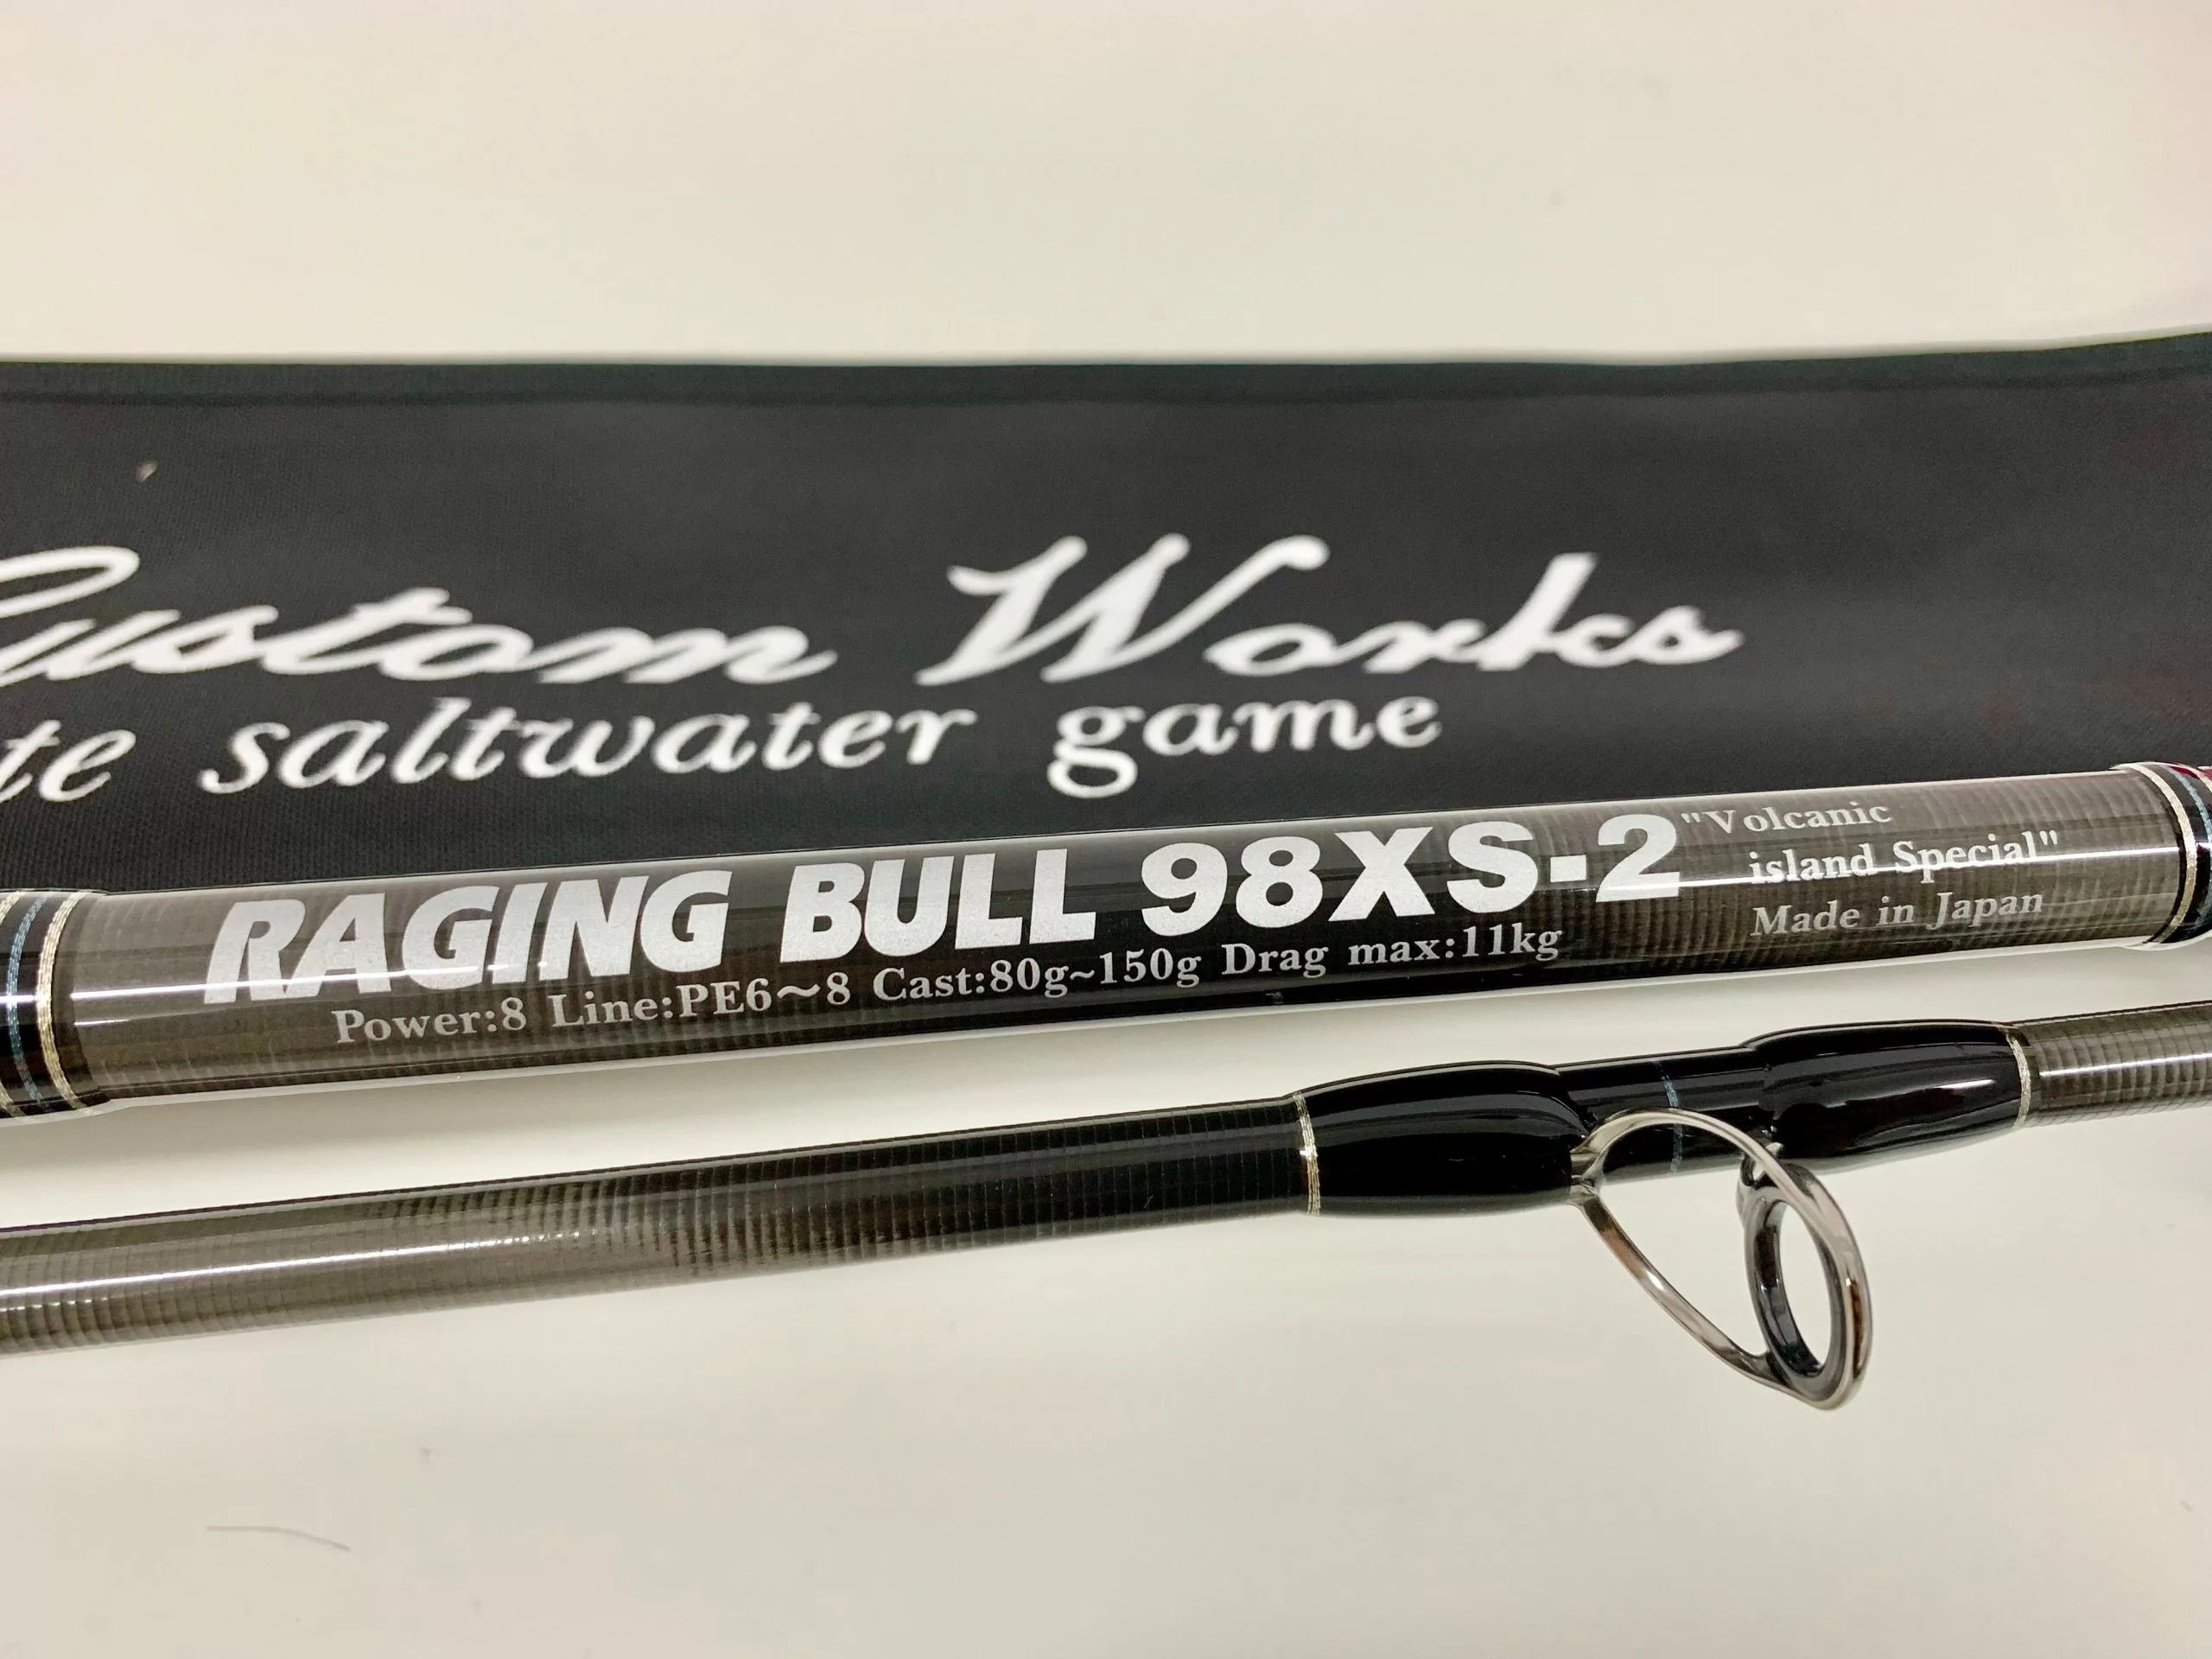 Custom Works
te saltwater game
RAGING BULL 98XS-2 "Volcanic
island Special"
Power:8 Line:PE6～8 Cast:80g~150g Drag max:11kg
Made in Japan